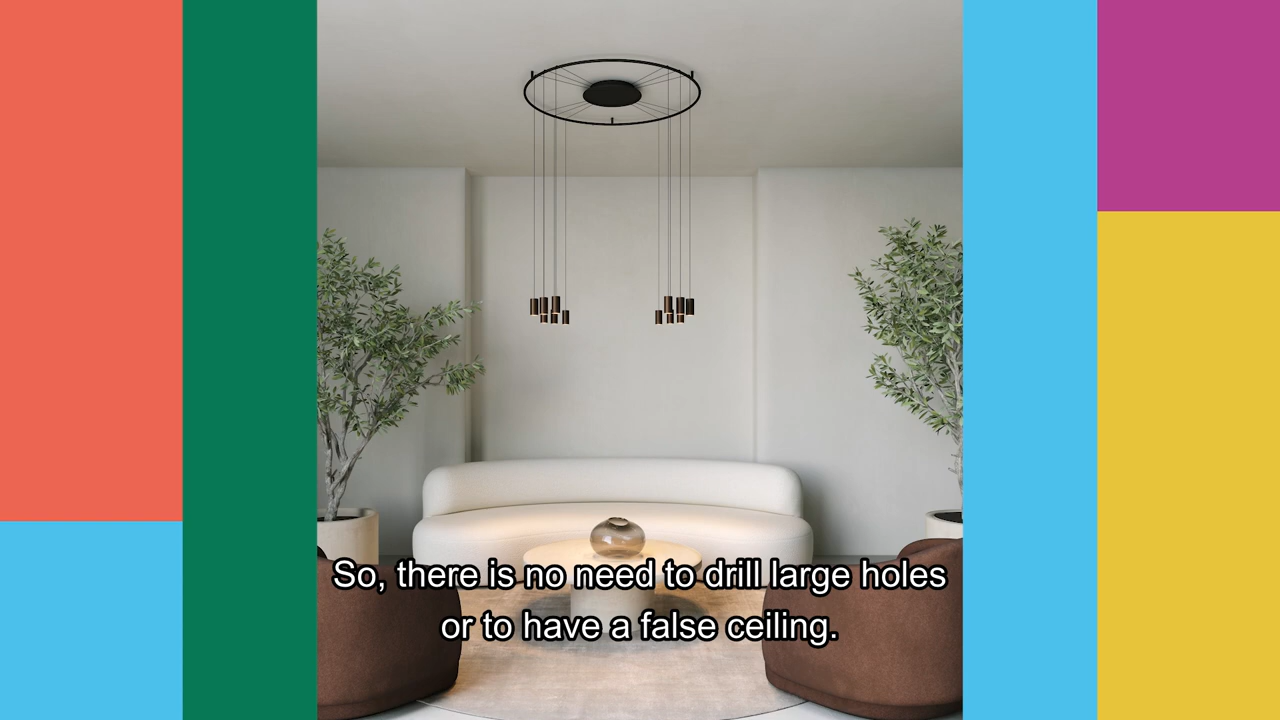 So, there is no need to drill large holes
or to have a false ceiling.